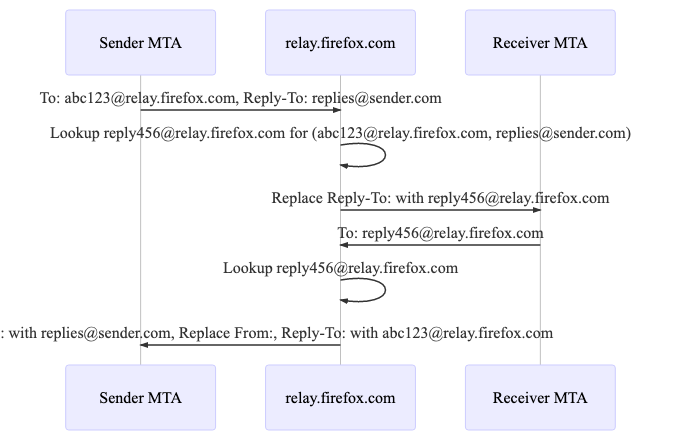 Sender MTA
relay.firefox.com
Receiver MTA
To: abc123@relay.firefox.com, Reply-To: replies@sender.com
Lookup reply456@relay.firefox.com for (abc123@relay.firefox.com, replies@sender.com)
Replace Reply-To: with reply456@relay.firefox.com
To: reply456@relay.firefox.com
Lookup reply456@relay.firefox.com
: with replies@sender.com, Replace From:, Reply-To: with abc123@relay.firefox.com
Sender MTA
relay.firefox.com
Receiver MTA